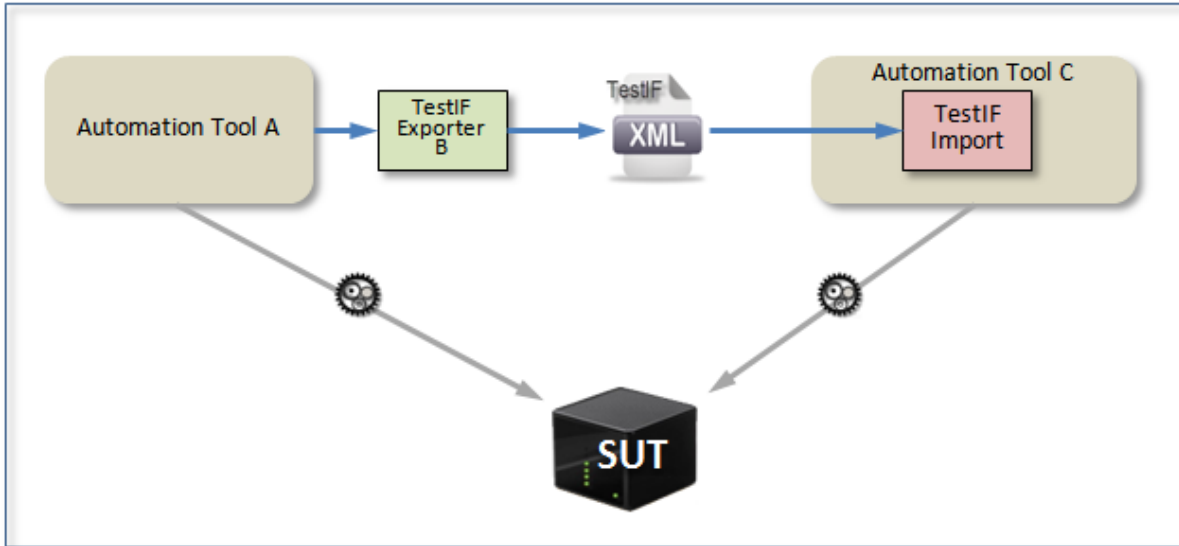 Automation Tool A
TestIF
Exporter
B
TestIF
XML
Automation Tool C
TestIF
Import
SUT